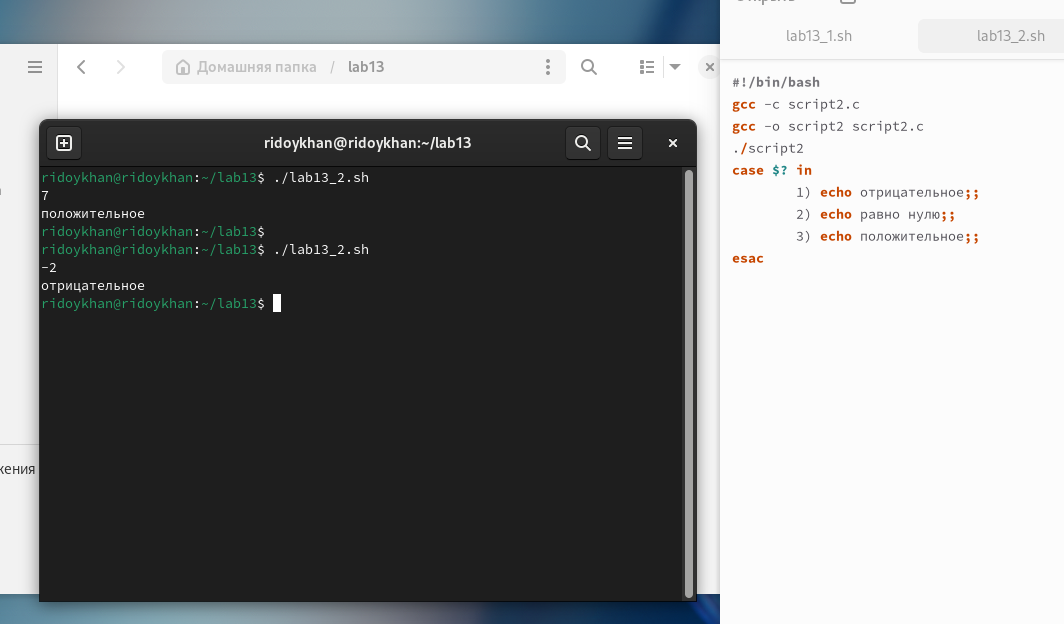 Домашняя папка / lab13
ridoykhan@ridoykhan:~/lab13
ridoykhan@ridoykhan:~/lab13$ ./lab13_2.sh
7
положительное
ridoykhan@ridoykhan:~/lab13$
ridoykhan@ridoykhan:~/lab13$ ./lab13_2.sh
-2
отрицательное
ridoykhan@ridoykhan:~/lab13$
lab13_1.sh
lab13_2.sh
#!/bin/bash
gcc -c script2.c
gcc -o script2 script2.c
./script2
case $? in
1) echo отрицательное;;
2) echo равно нулю;;
3) echo положительное;;
esac